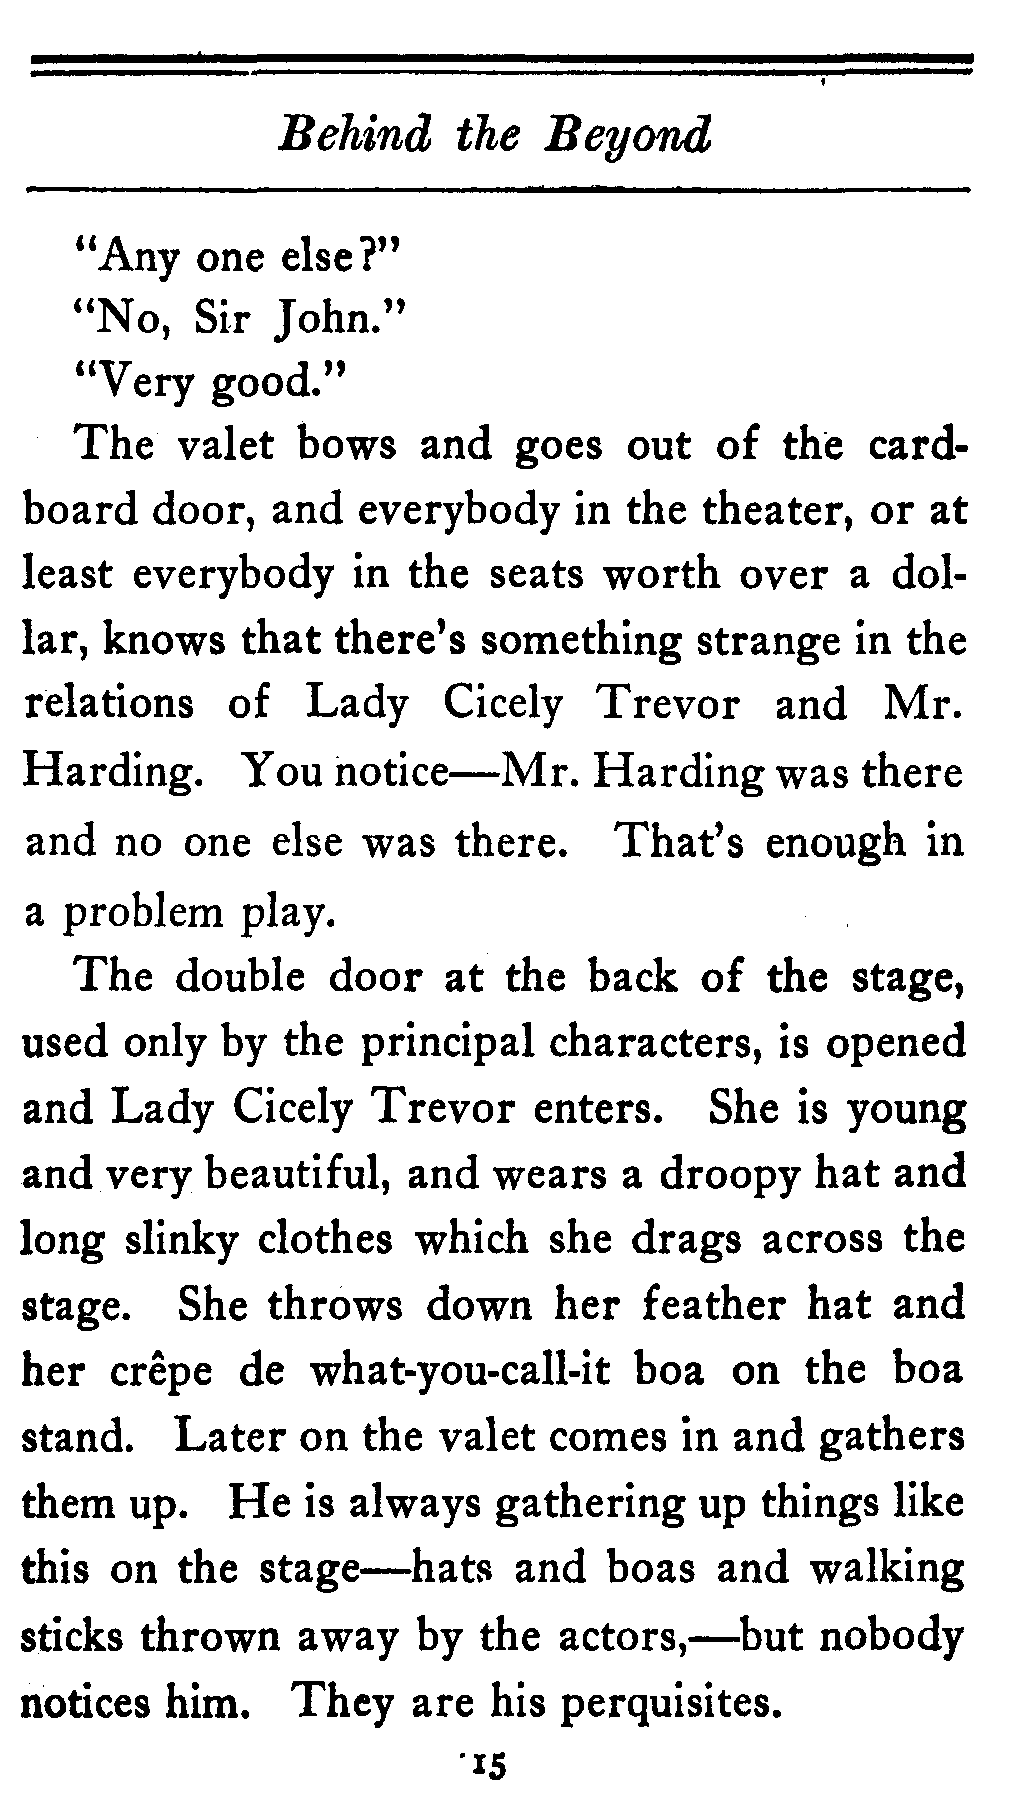 Behind the Beyond
“Any one else?”
“No, Sir John.”
“Very good.”
The valet bows and goes out of the card-
board door, and everybody in the theater, or at
least everybody in the seats worth over a dol-
lar, knows that there’s something strange in the
relations of Lady Cicely Trevor and Mr.
Harding. You notice—Mr. Harding was there
and no one else was there. That’s enough in
a problem play.
The double door at the back of the stage,
used only by the principal characters, is opened
and Lady Cicely Trevor enters. She is young
and very beautiful, and wears a droopy hat and
long slinky clothes which she drags across the
stage. She throws down her feather hat and
her crêpe de what-you-call-it boa on the boa
stand. Later on the valet comes in and gathers
them up. He is always gathering up things like
this on the stage—hats and boas and walking
sticks thrown away by the actors,—but nobody
notices him. They are his perquisites.
15